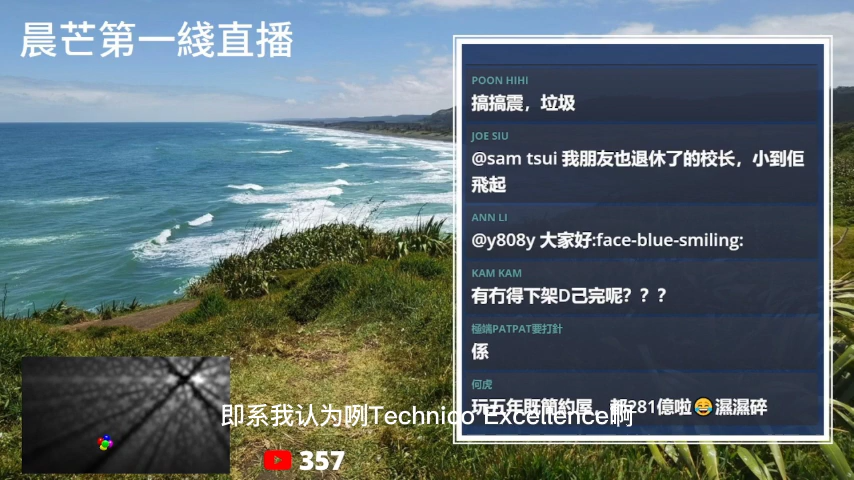 晨芒第一綫直播
POON HIHI
搞搞震，垃圾
JOE SIU
@sam tsui 我朋友也退休了的校长，小到佢
飛起
ANN LI
@y808y 大家好:face-blue-smiling:
KAM KAM
有冇得下架D己完呢？？？
極端PATPAT要打針
係
何虎
玩五年既簡約屋，都281億啦😂濕濕碎
即系我认为咧Technico Excellence啊
357